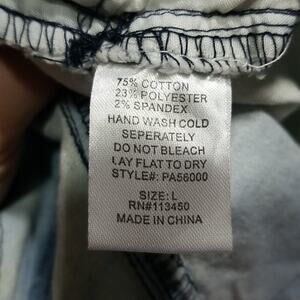 75% COTTON
23% POLYESTER
2% SPANDEX
HAND WASH COLD
SEPERATELY
DO NOT BLEACH
LAY FLAT TO DRY
STYLE#: PA56000
SIZE: L
RN#113450
MADE IN CHINA